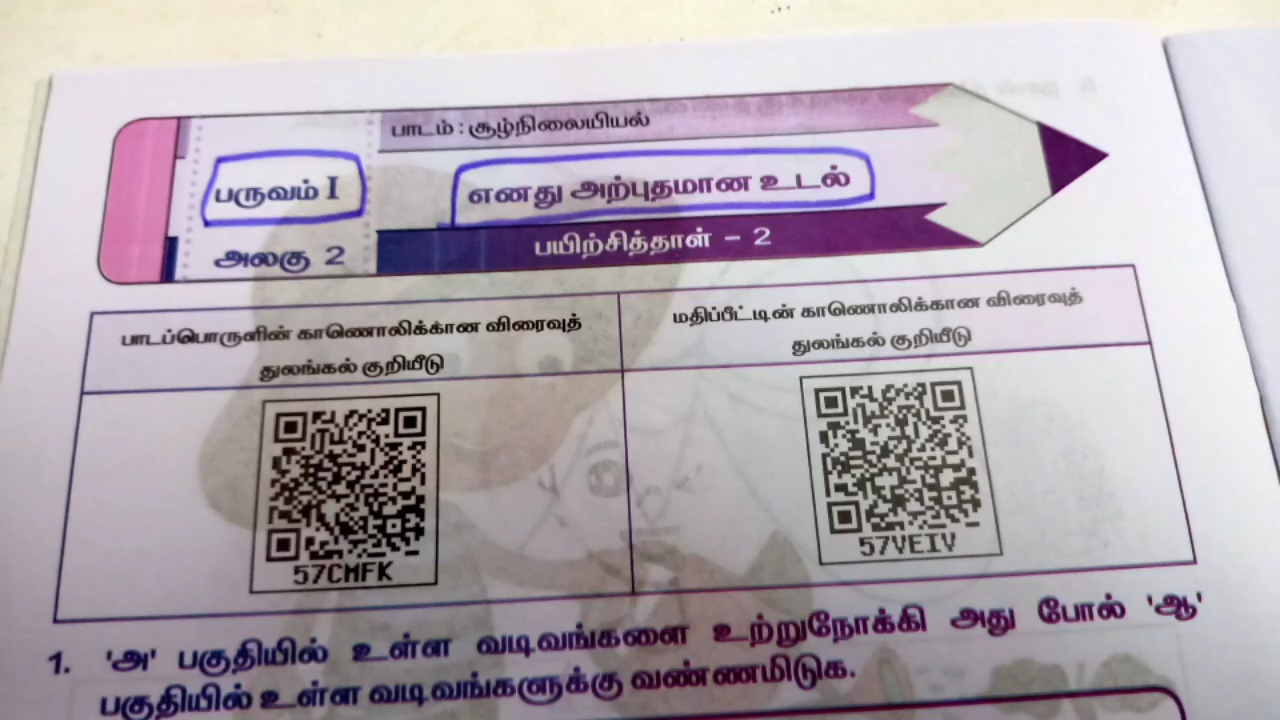 பாடம் : சூழ்நிலையியல்
பருவம் I
எனது அற்புதமான உடல்
அலகு 2
பயிற்சித்தாள் - 2
பாடப்பொருளின் காணொலிக்கான விரைவுத்
துலங்கல் குறியீடு
மதிப்பீட்டின் காணொலிக்கான விரைவுத்
துலங்கல் குறியீடு
57CMFK
57VEIV
1. 'அ' பகுதியில் உள்ள வடிவங்களை உற்றுநோக்கி அது போல் 'ஆ'
பகுதியில் உள்ள வடிவங்களுக்கு வண்ணமிடுக.